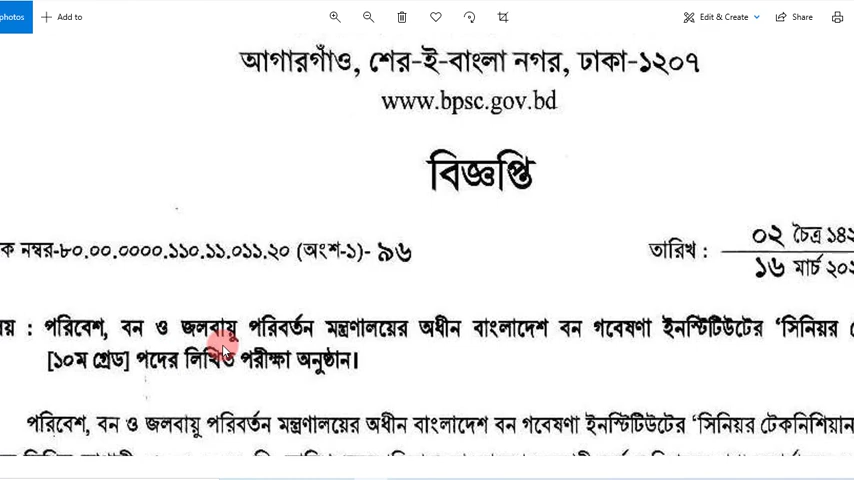 photos
Add to
Edit & Create
Share
আগারগাঁও, শের-ই-বাংলা নগর, ঢাকা-১২০৭
www.bpsc.gov.bd
বিজ্ঞপ্তি
নম্বর-৮০.০০.০০০০.১১০.১১.০১১.২০ (অংশ-১)- ৯৬
তারিখ :
০২ চৈত্র
১৬ মার্চ
: পরিবেশ, বন ও জলবায়ু পরিবর্তন মন্ত্রণালয়ের অধীন বাংলাদেশ বন গবেষণা ইনস্টিটিউটের ‘সিনিয়র
[১০ম গ্রেড] পদের লিখিত পরীক্ষা অনুষ্ঠান।
পরিবেশ, বন ও জলবায়ু পরিবর্তন মন্ত্রণালয়ের অধীন বাংলাদেশ বন গবেষণা ইনস্টিটিউটের ‘সিনিয়র টেকনিশিয়ান